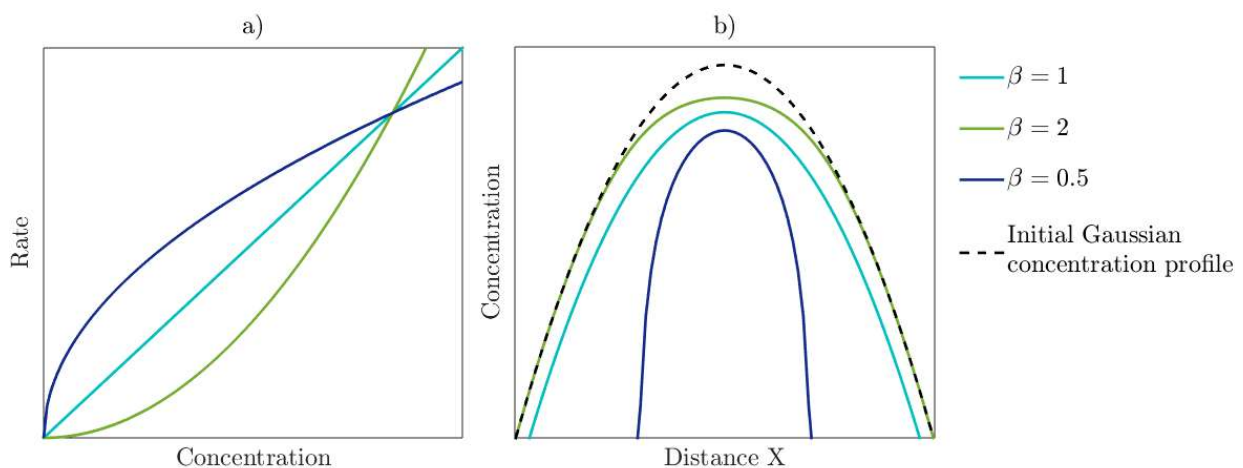 a)
Rate
Concentration
b)
Concentration
Distance X
β = 1
β = 2
β = 0.5
Initial Gaussian
concentration profile